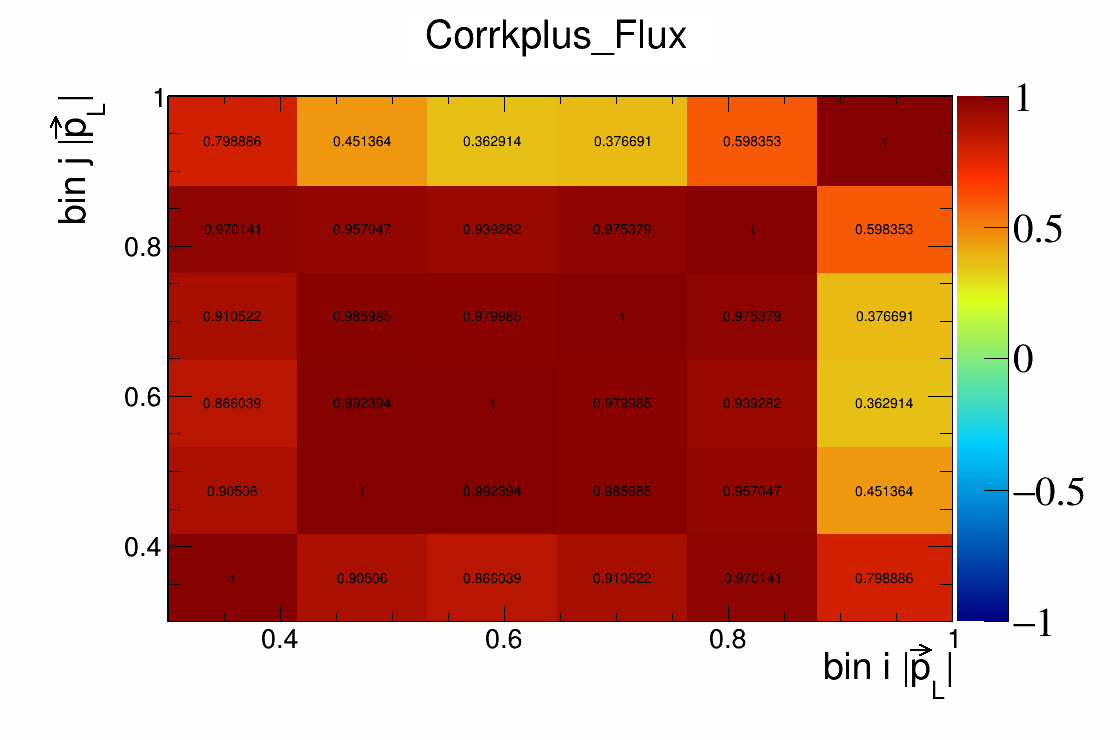 Corrkplus_Flux
bin j |p⃗_L|
1
0.8
0.6
0.4
0.798886 0.451364 0.362914 0.376691 0.598353 1
0.970141 0.957047 0.939282 0.975379 1 0.598353
0.910522 0.985985 0.979985 1 0.975379 0.376691
0.866039 0.992394 1 0.979985 0.939282 0.362914
0.90506 1 0.992394 0.985985 0.957047 0.451364
1 0.90506 0.866039 0.910522 0.970141 0.798886
0.4 0.6 0.8 1
bin i |p⃗_L|
1
0.5
0
−0.5
−1